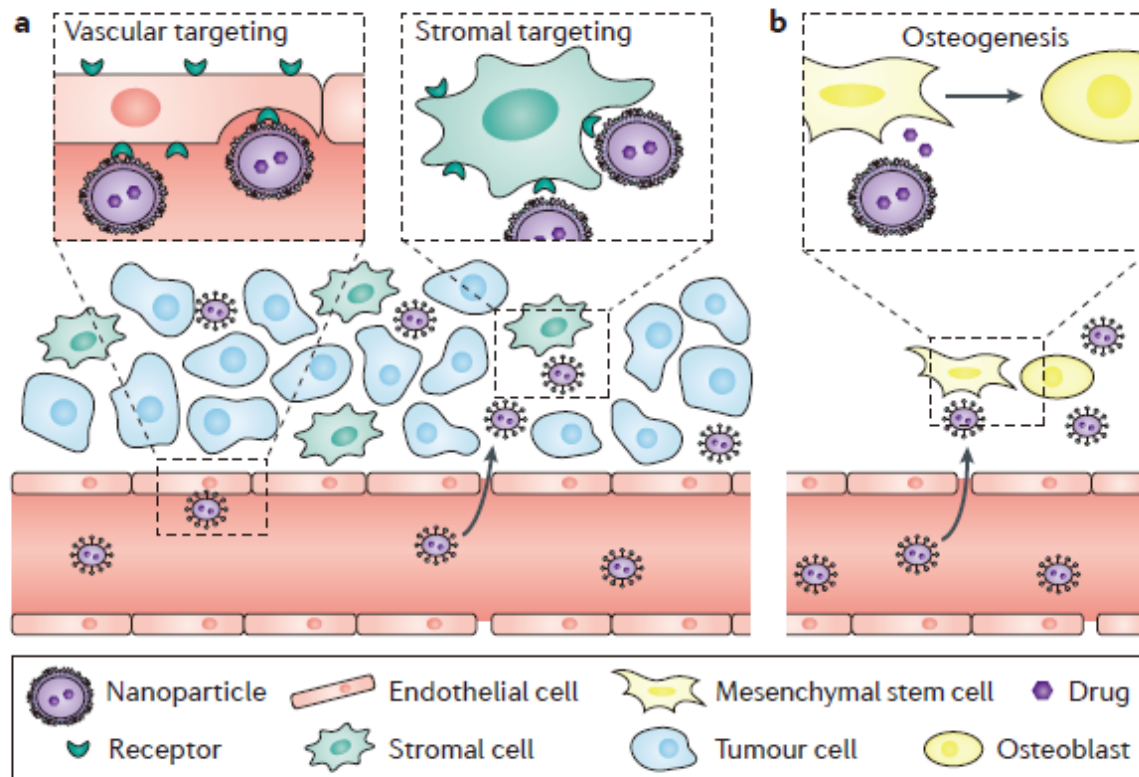 a
Vascular targeting
Stromal targeting
b
Osteogenesis
Nanoparticle
Endothelial cell
Mesenchymal stem cell
Drug
Receptor
Stromal cell
Tumour cell
Osteoblast